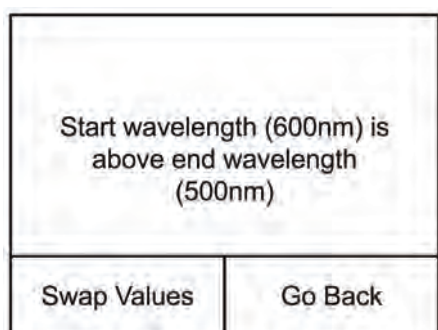 Start wavelength (600nm) is
above end wavelength
(500nm)
Swap Values
Go Back